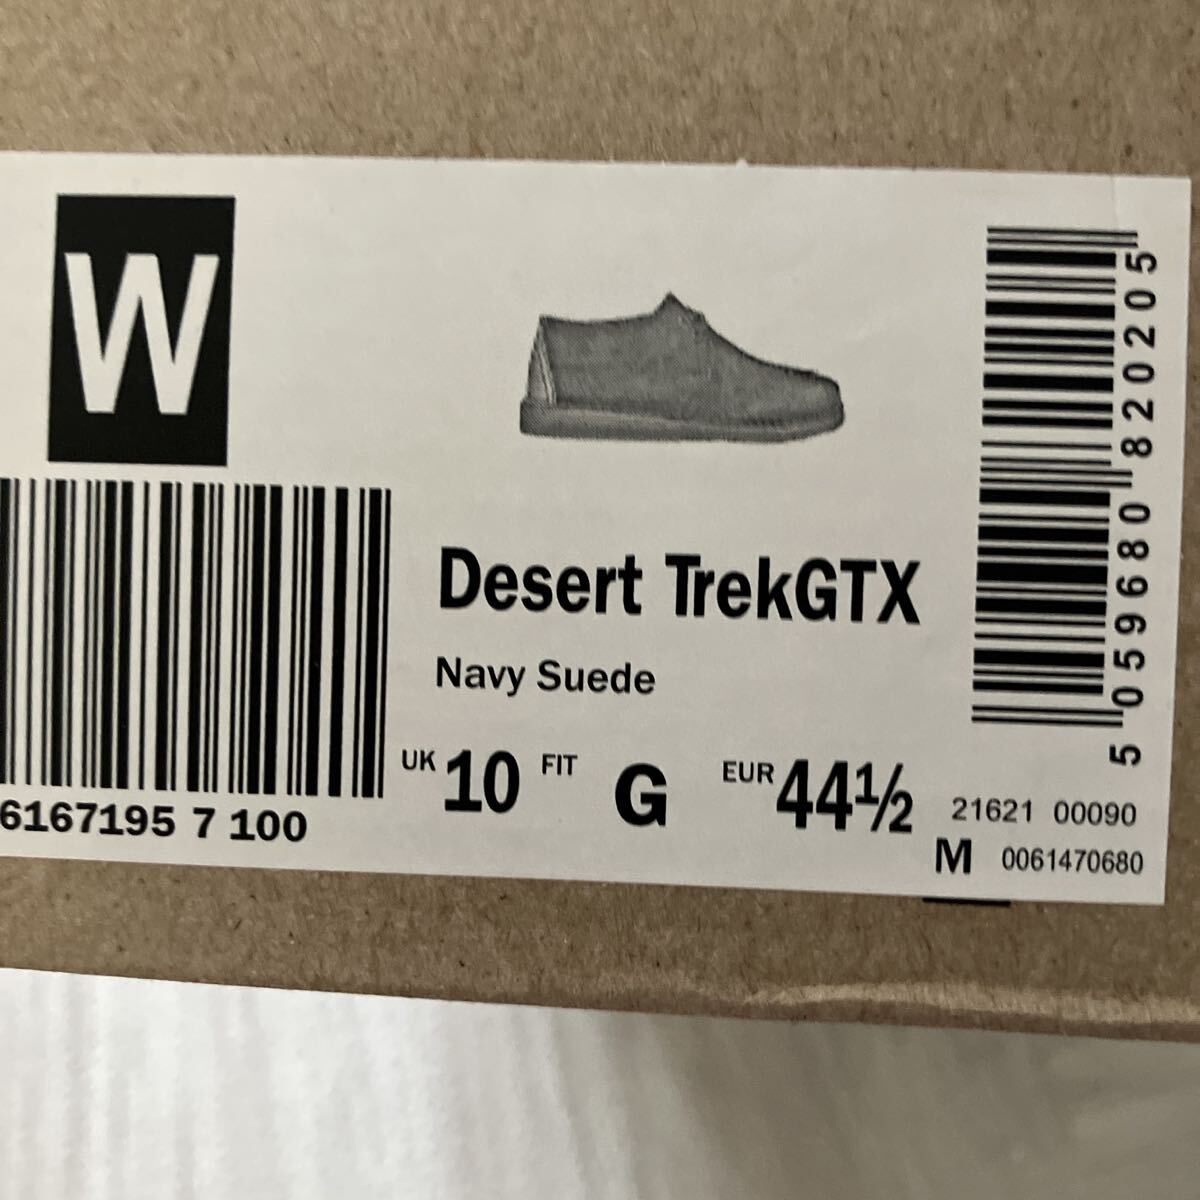 W
6167195 7 100
Desert TrekGTX
Navy Suede
UK 10 FIT G EUR 44½
21621 00090
M 0061470680
5 059680 820205